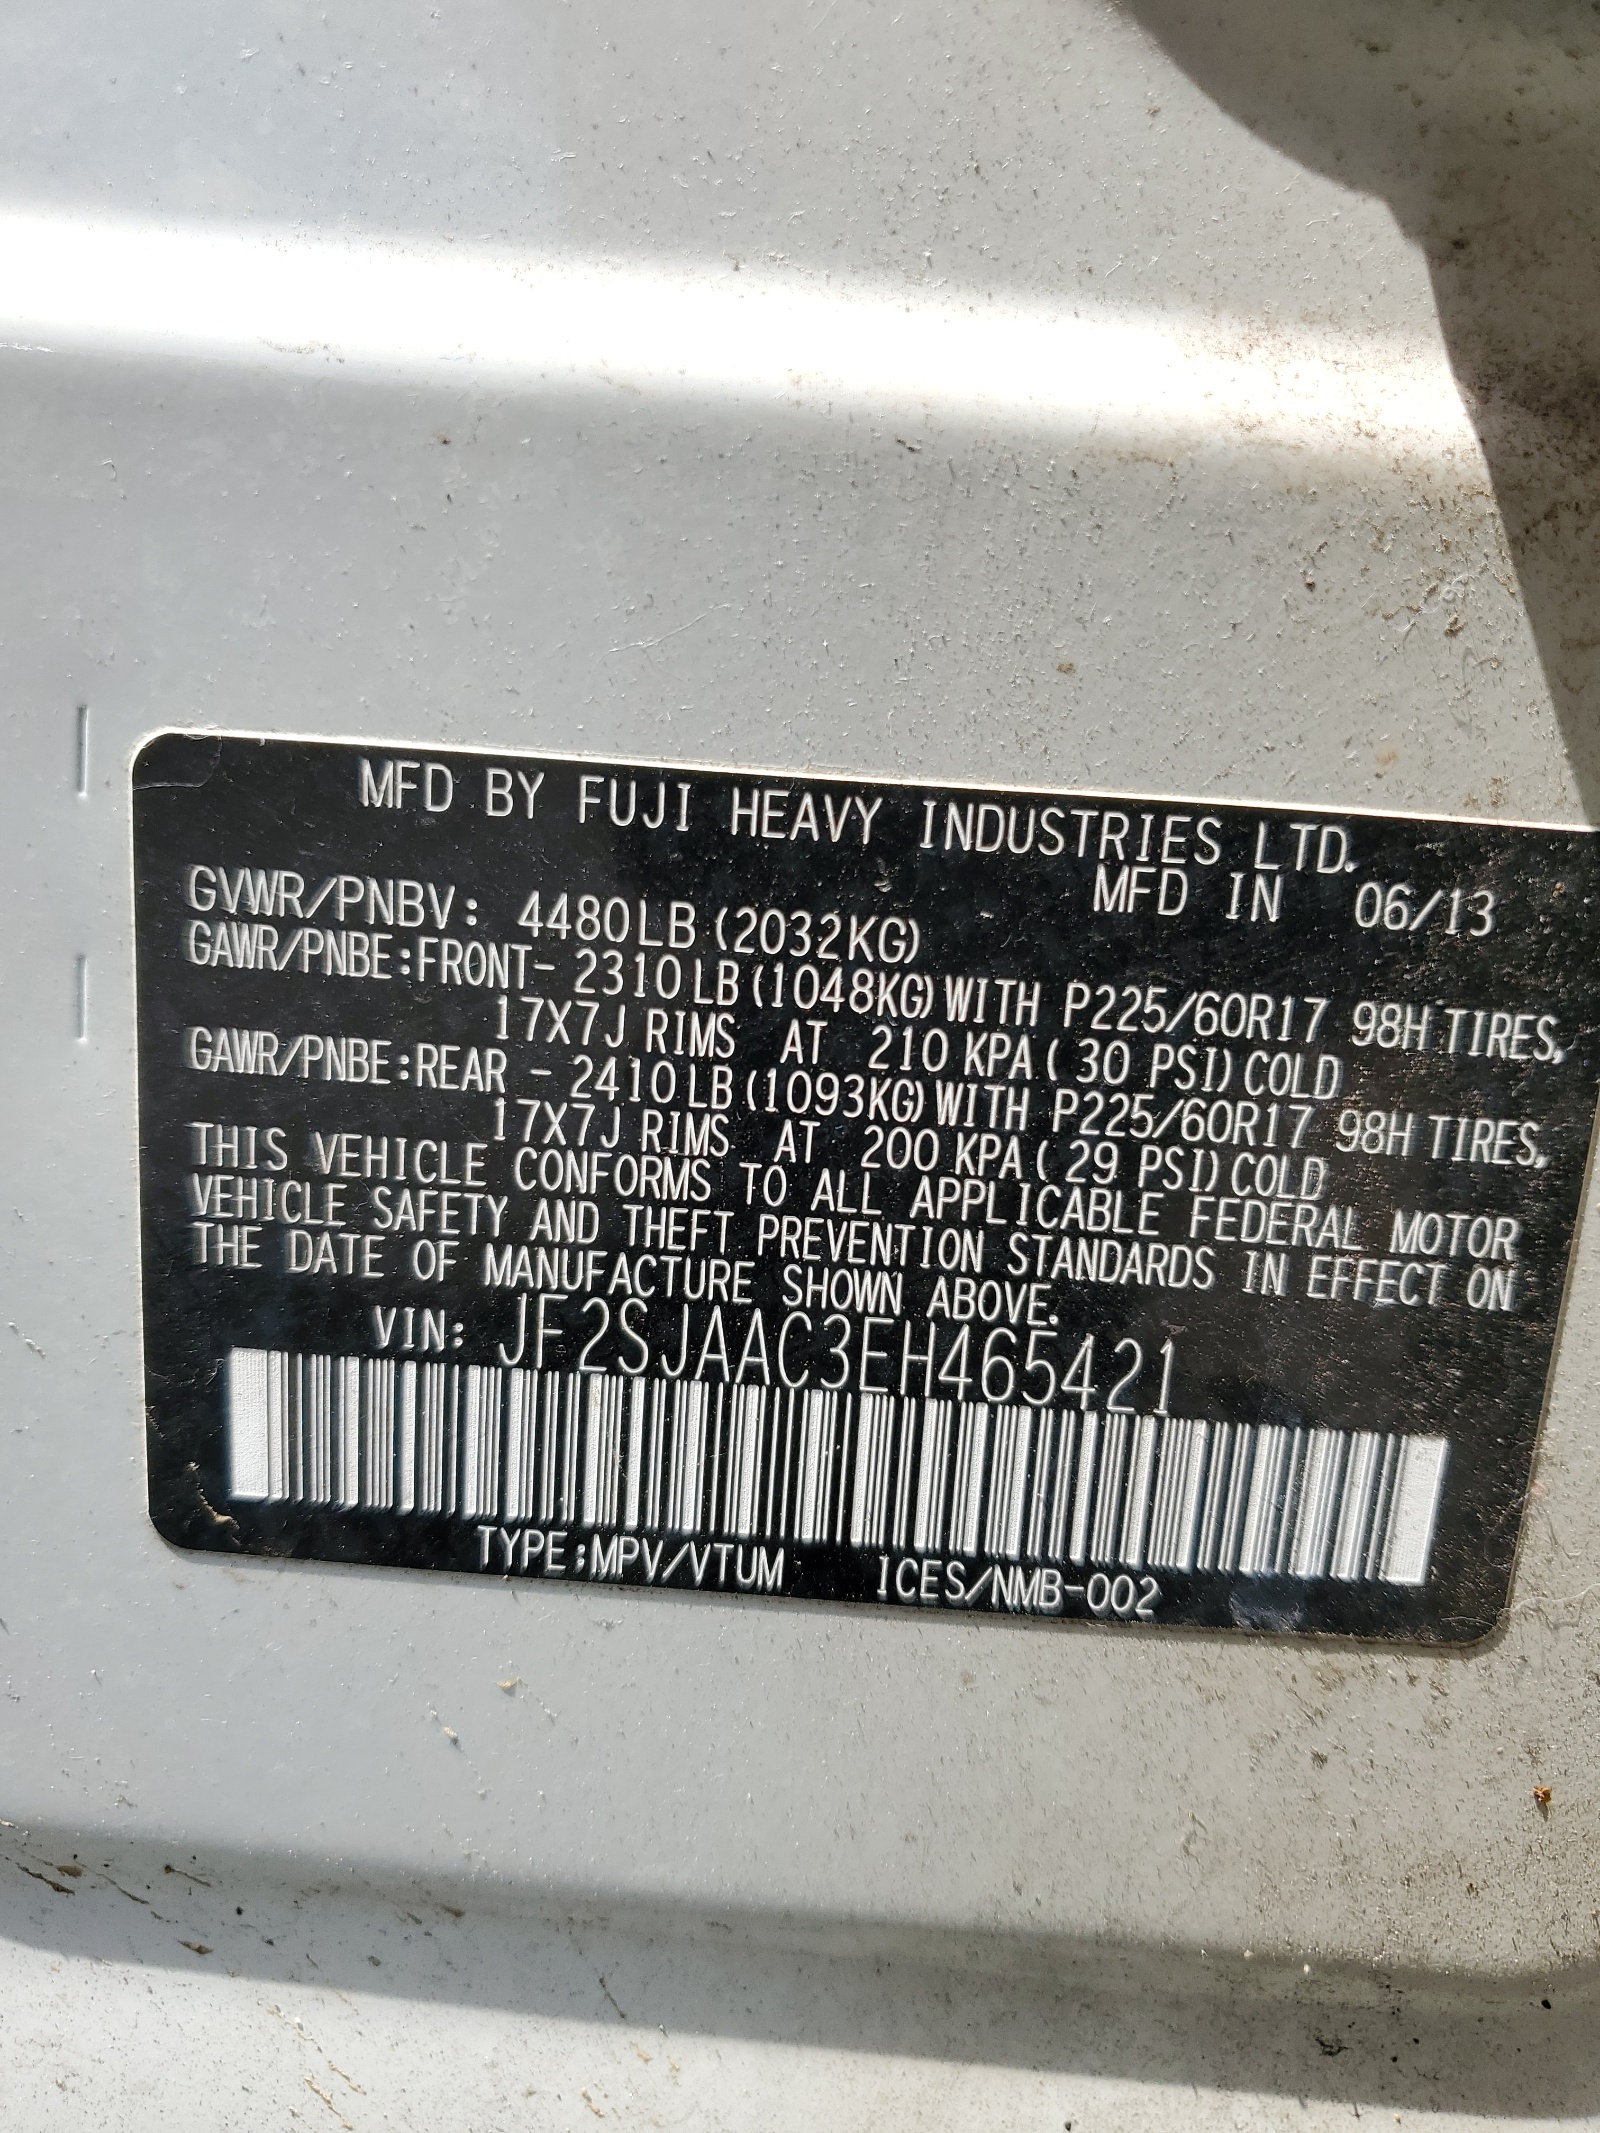 MFD BY FUJI HEAVY INDUSTRIES LTD.
MFD IN 06/13
GVWR/PNBV: 4480LB (2032KG)
GAWR/PNBE:FRONT- 2310LB (1048KG) WITH P225/60R17 98H TIRES,
17X7J RIMS AT 210 KPA ( 30 PSI) COLD
GAWR/PNBE:REAR - 2410LB (1093KG) WITH P225/60R17 98H TIRES,
17X7J RIMS AT 200 KPA ( 29 PSI) COLD
THIS VEHICLE CONFORMS TO ALL APPLICABLE FEDERAL MOTOR
VEHICLE SAFETY AND THEFT PREVENTION STANDARDS IN EFFECT ON
THE DATE OF MANUFACTURE SHOWN ABOVE.
VIN: JF2SJAAC3EH465421
TYPE:MPV/VTUM ICES/NMB-002